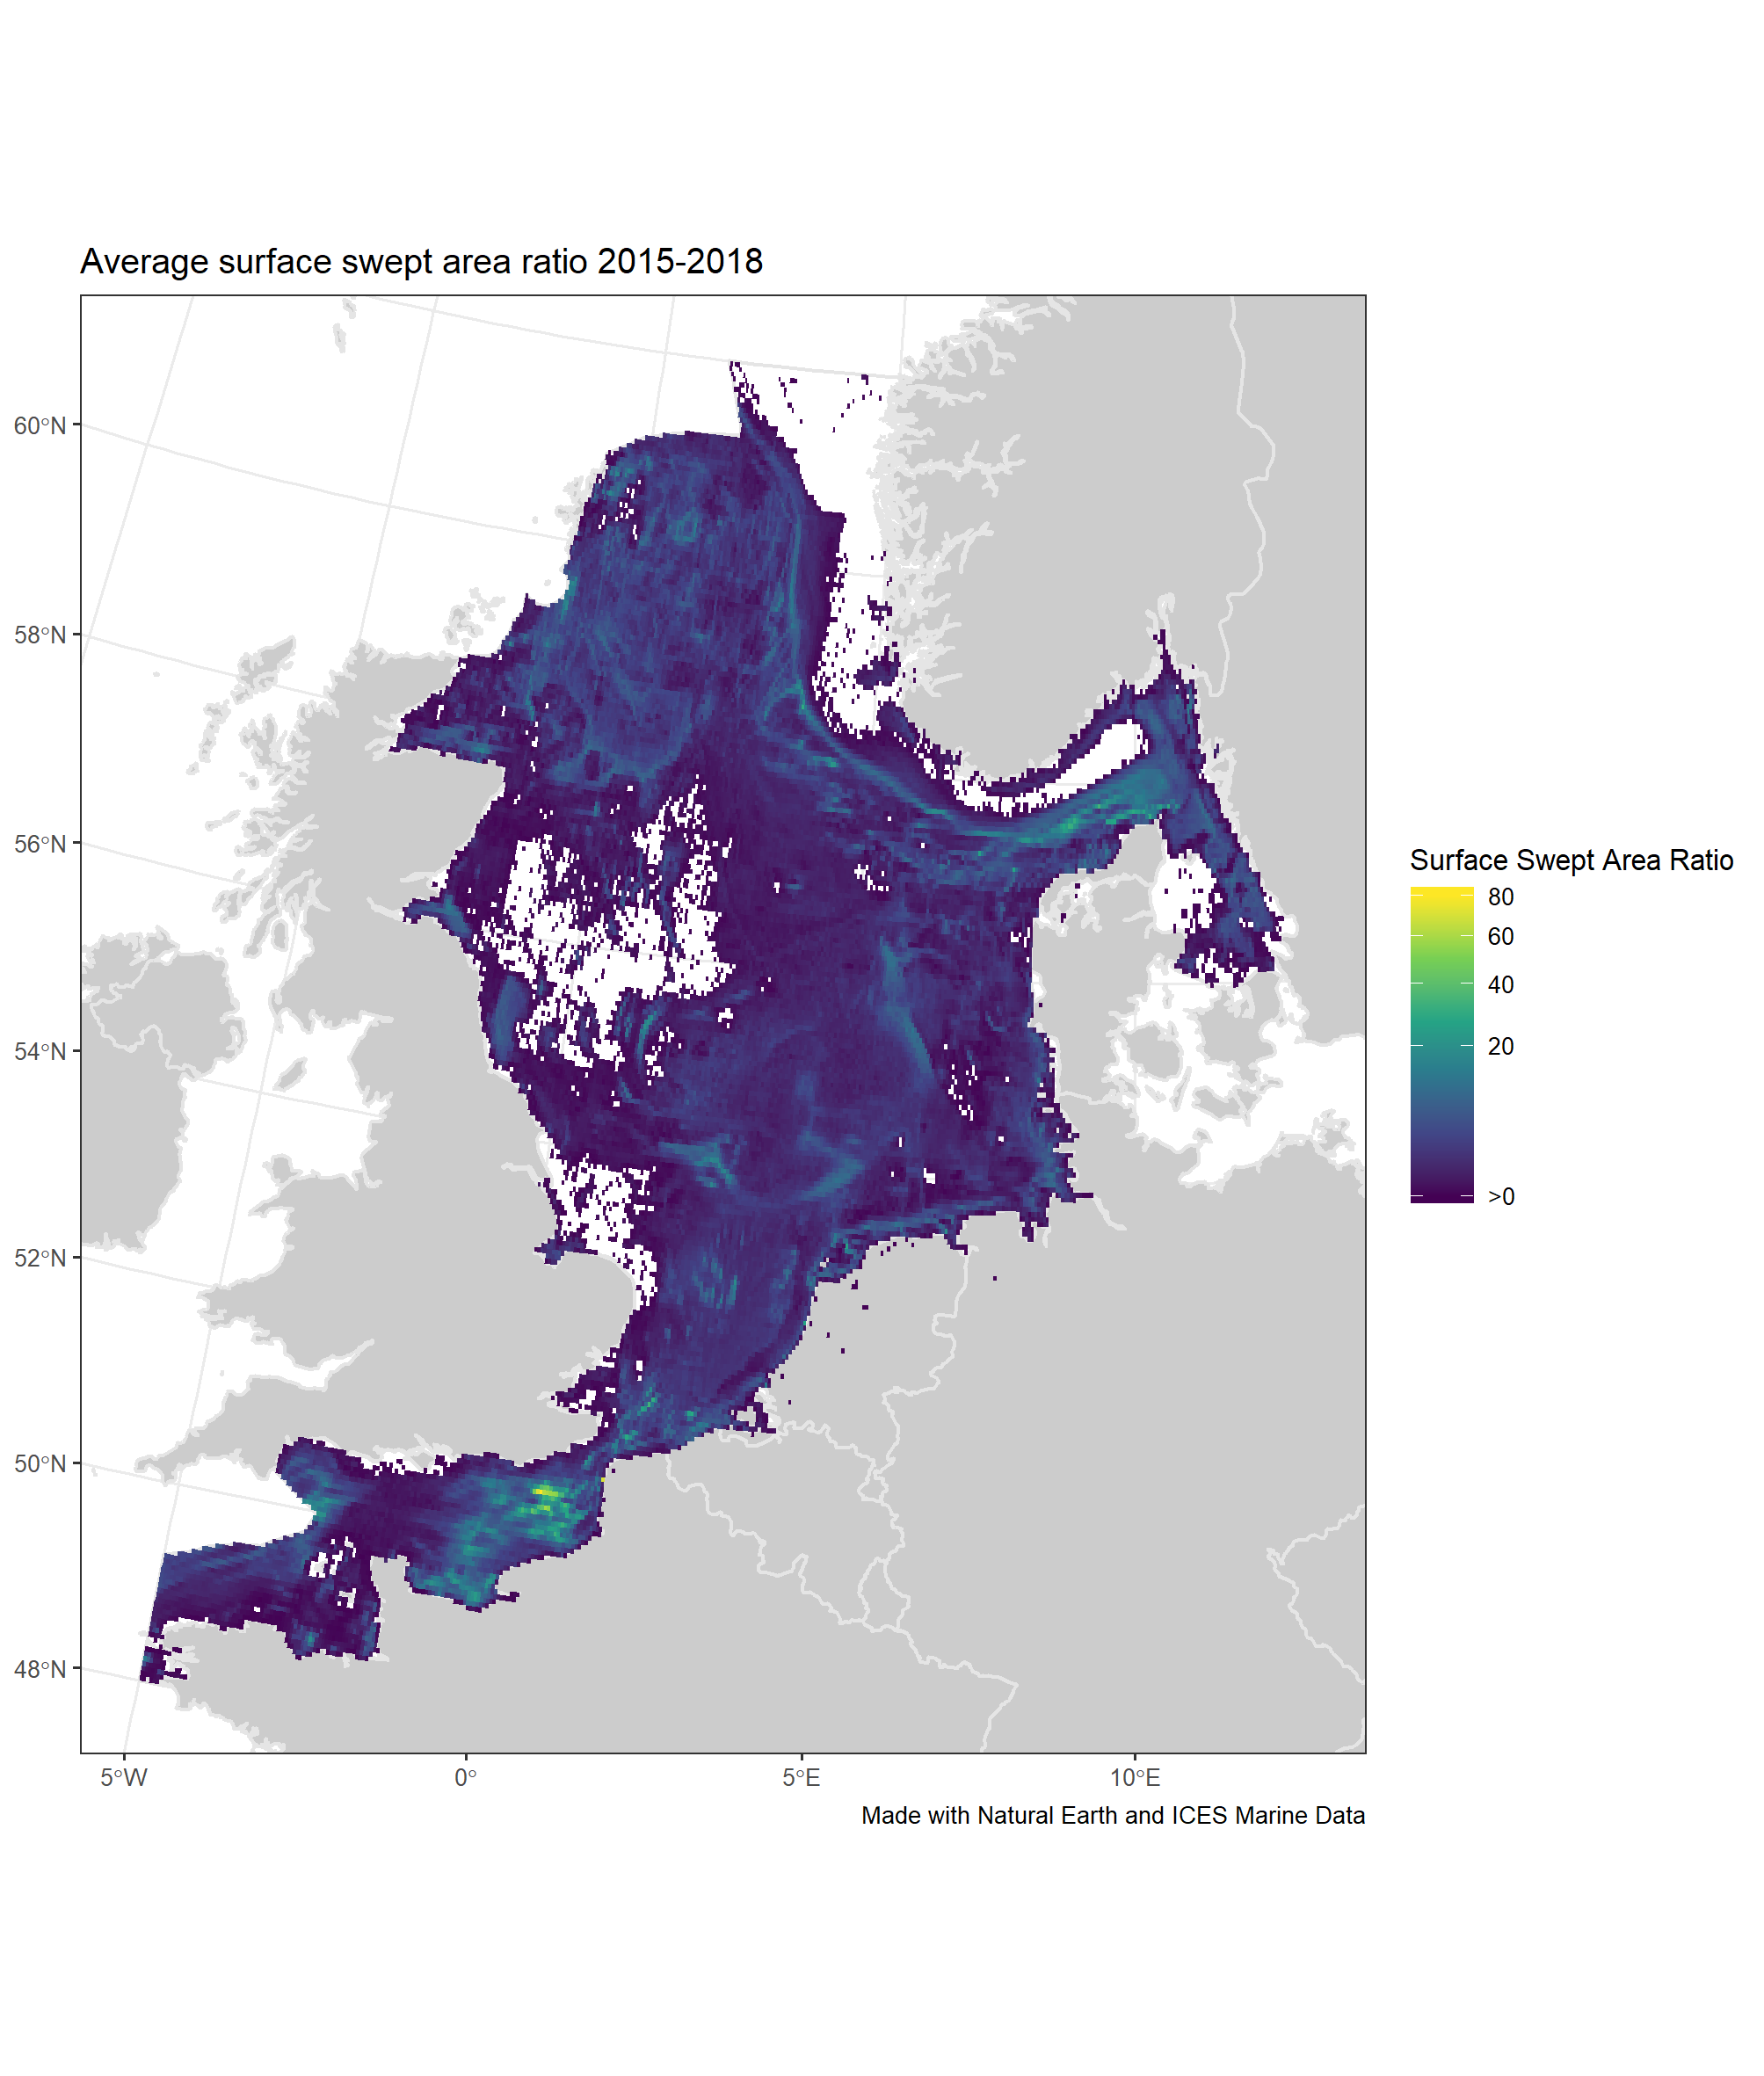 Average surface swept area ratio 2015-2018
60°N
58°N
56°N
54°N
52°N
50°N
48°N
5°W
0°
5°E
10°E
Surface Swept Area Ratio
80
60
40
20
>0
Made with Natural Earth and ICES Marine Data